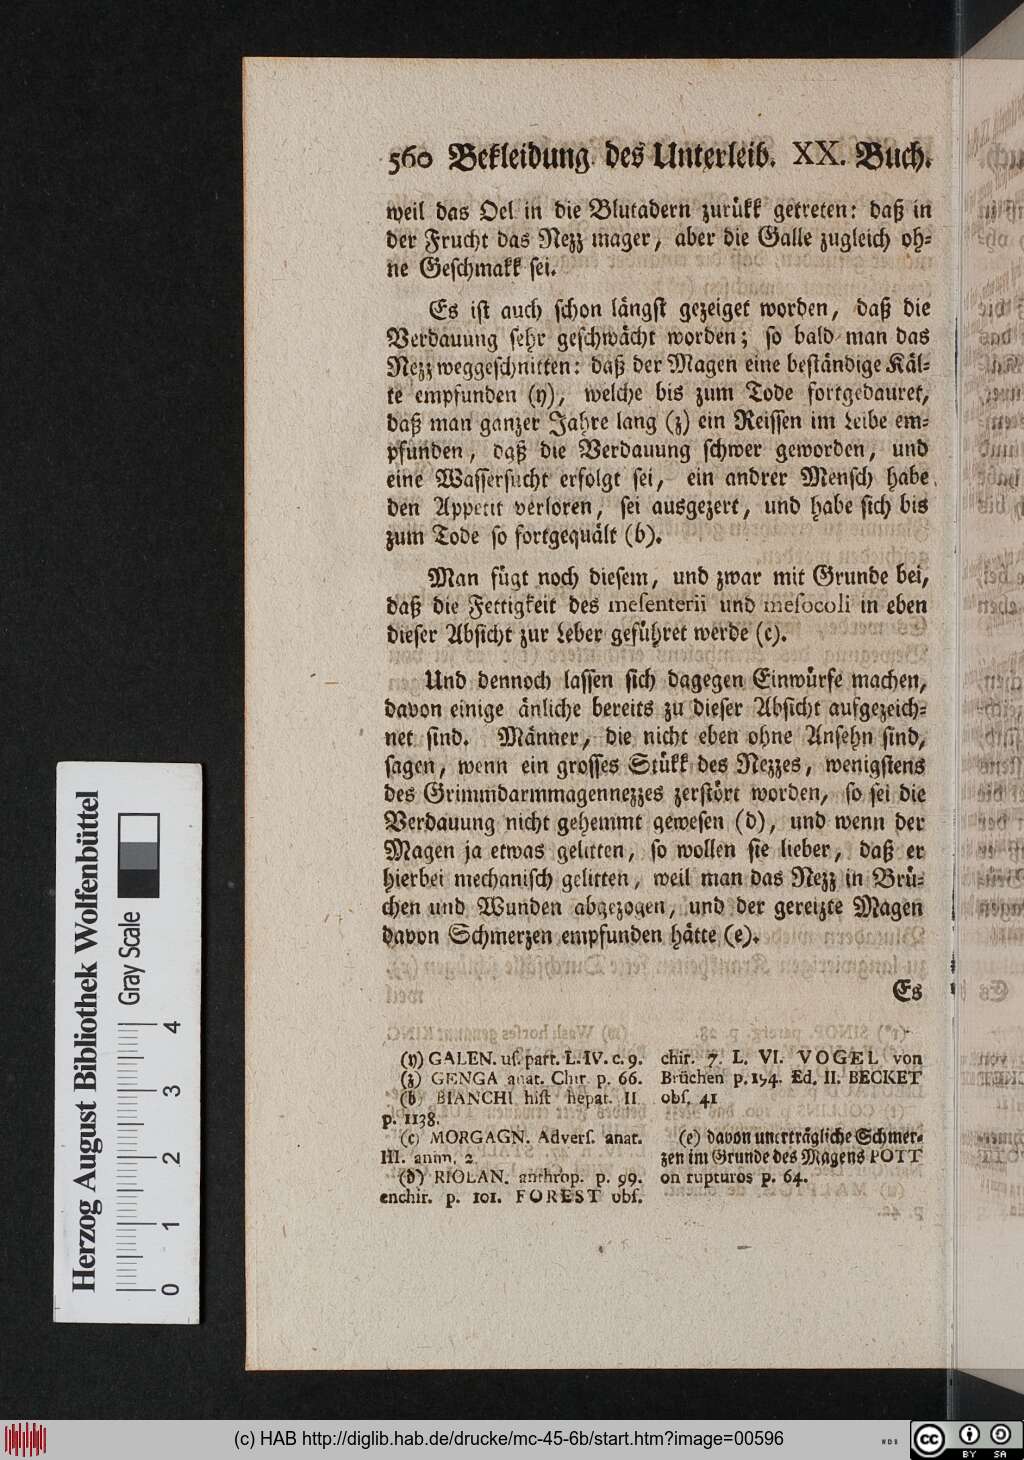 560 Bekleidung des Unterleib. XX. Buch.
weil das Oel in die Blutadern zurükk getreten: daß in
der Frucht das Nezz mager, aber die Galle zugleich oh-
ne Geschmakk sei.
Es ist auch schon längst gezeiget worden, daß die
Verdauung sehr geschwächt worden; so bald man das
Nezz weggeschnitten: daß der Magen eine beständige Käl-
te empfunden (y), welche bis zum Tode fortgedauret,
daß man ganzer Jahre lang (z) ein Reissen im Leibe em-
pfunden, daß die Verdauung schwer geworden, und
eine Wassersucht erfolgt sei, ein andrer Mensch habe
den Appetit verloren, sei ausgezert, und habe sich bis
zum Tode so fortgequält (b).
Man fügt noch diesem, und zwar mit Grunde bei,
daß die Fettigkeit des mesenterii und mesocoli in eben
dieser Absicht zur Leber geführet werde (c).
Und dennoch lassen sich dagegen Einwürfe machen,
davon einige änliche bereits zu dieser Absicht aufgezeich-
net sind. Männer, die nicht eben ohne Ansehn sind,
sagen, wenn ein grosses Stükk des Nezzes, wenigstens
des Grimmdarmmagennezzes zerstört worden, so sei die
Verdauung nicht gehemmt gewesen (d), und wenn der
Magen ja etwas gelitten, so wollen sie lieber, daß er
hierbei mechanisch gelitten, weil man das Nezz in Brü-
chen und Wunden abgezogen, und der gereizte Magen
davon Schmerzen empfunden hätte (e).
Es
(y) GALEN. us. part. L. IV. c. 9.
(z) GENGA anat. Chir. p. 66.
(b) BIANCHI hist hepat. II
p. 1138.
(c) MORGAGN. Advers. anat.
III. anim. 2
(d) RIOLAN. anthrop. p. 99.
enchir. p. 101. FOREST obs.
chir. 7. L. VI. VOGEL von
Brüchen p. 194. Ed. II. BECKET
obs. 41
(e) davon unerträgliche Schmer-
zen im Grunde des Magens POTT
on rupturos p. 64.
Herzog August Bibliothek Wolfenbüttel
Gray Scale
0 1 2 3 4
(c) HAB http://diglib.hab.de/drucke/mc-45-6b/start.htm?image=00596
cc BY SA